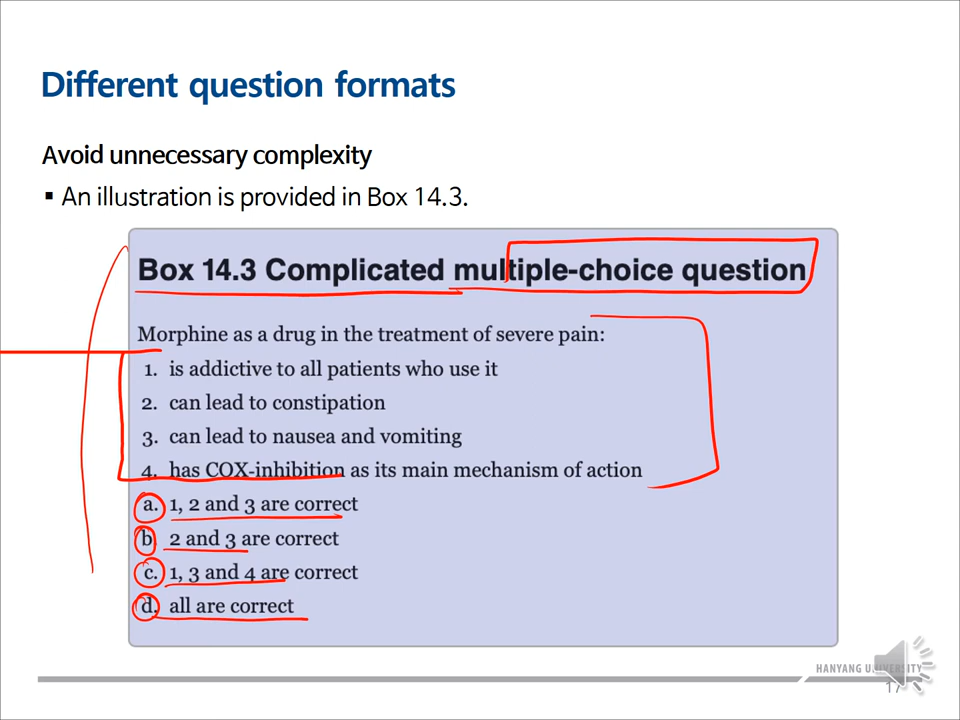 Different question formats
Avoid unnecessary complexity
▪ An illustration is provided in Box 14.3.
Box 14.3 Complicated multiple-choice question
Morphine as a drug in the treatment of severe pain:
1. is addictive to all patients who use it
2. can lead to constipation
3. can lead to nausea and vomiting
4. has COX-inhibition as its main mechanism of action
a. 1, 2 and 3 are correct
b. 2 and 3 are correct
c. 1, 3 and 4 are correct
d. all are correct
HANYANG UNIVERSITY
17